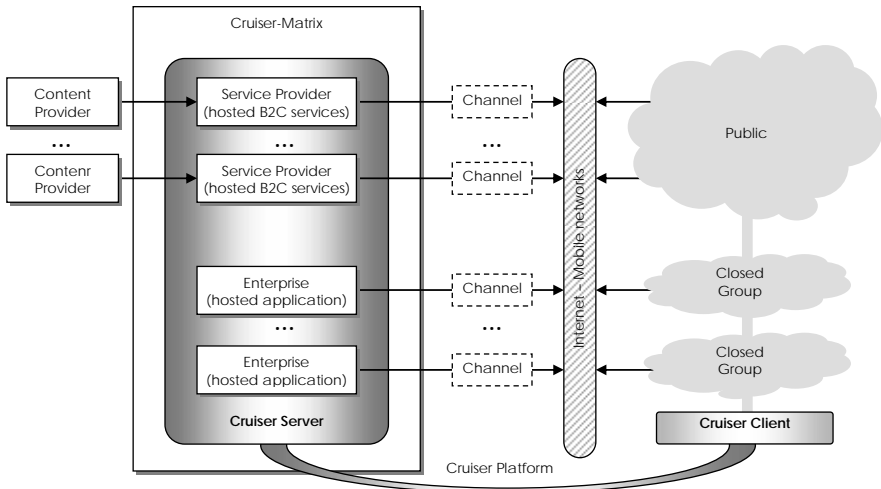 Cruiser-Matrix
Content
Provider
Service Provider
(hosted B2C services)
Channel
Public
...
...
...
Contenr
Provider
Service Provider
(hosted B2C services)
Channel
Internet – Mobile networks
Enterprise
(hosted application)
Channel
Closed
Group
...
...
Enterprise
(hosted application)
Channel
Closed
Group
Cruiser Server
Cruiser Client
Cruiser Platform